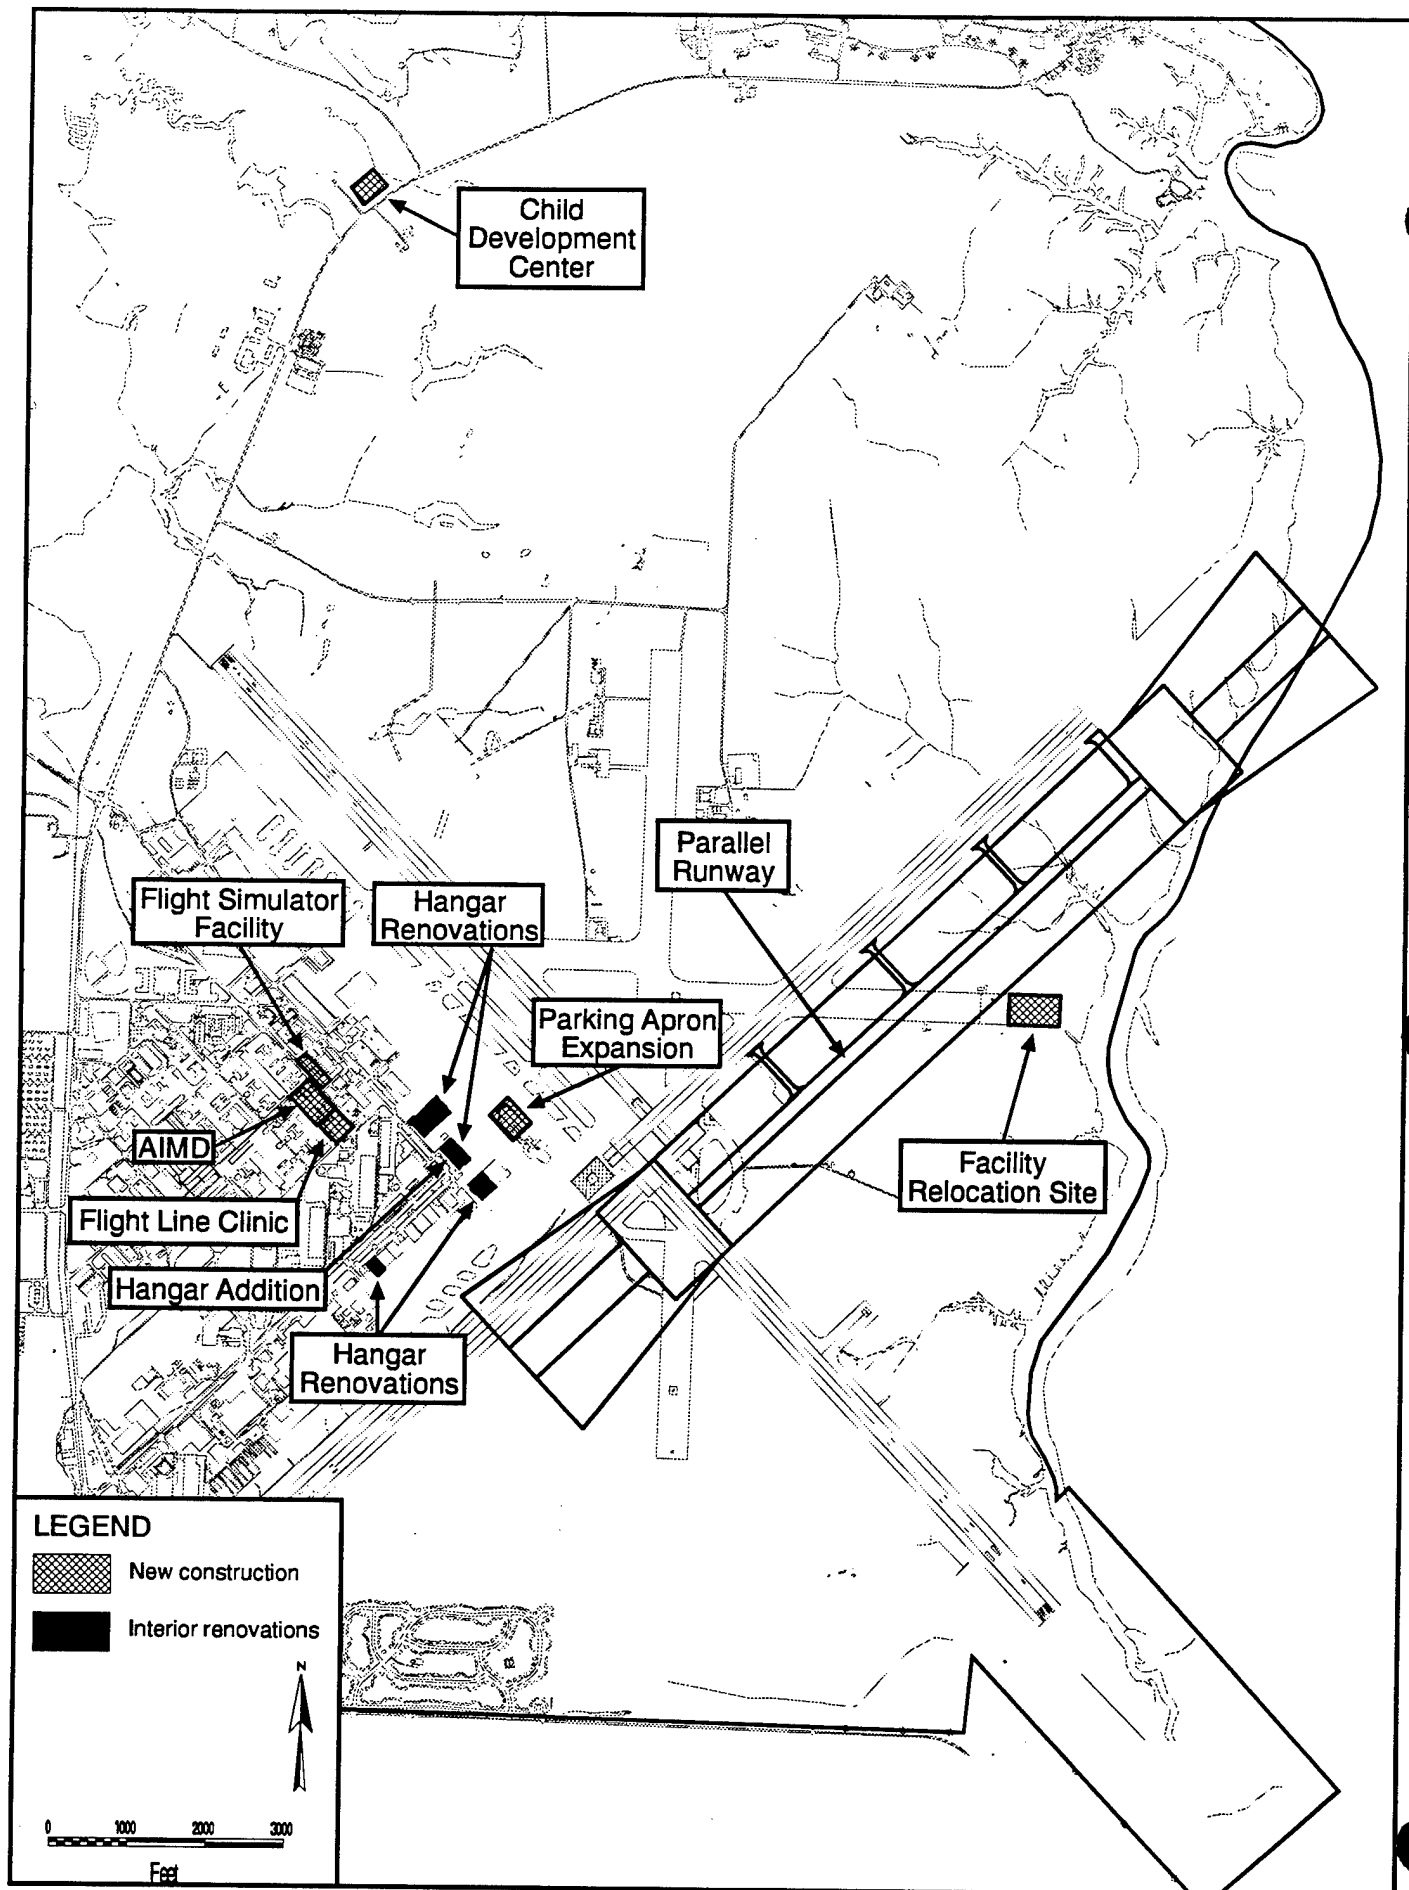 Child
Development
Center
Parallel
Runway
Flight Simulator
Facility
Hangar
Renovations
Parking Apron
Expansion
AIMD
Facility
Relocation Site
Flight Line Clinic
Hangar Addition
Hangar
Renovations
LEGEND
New construction
Interior renovations
N
0 1000 2000 3000
Feet